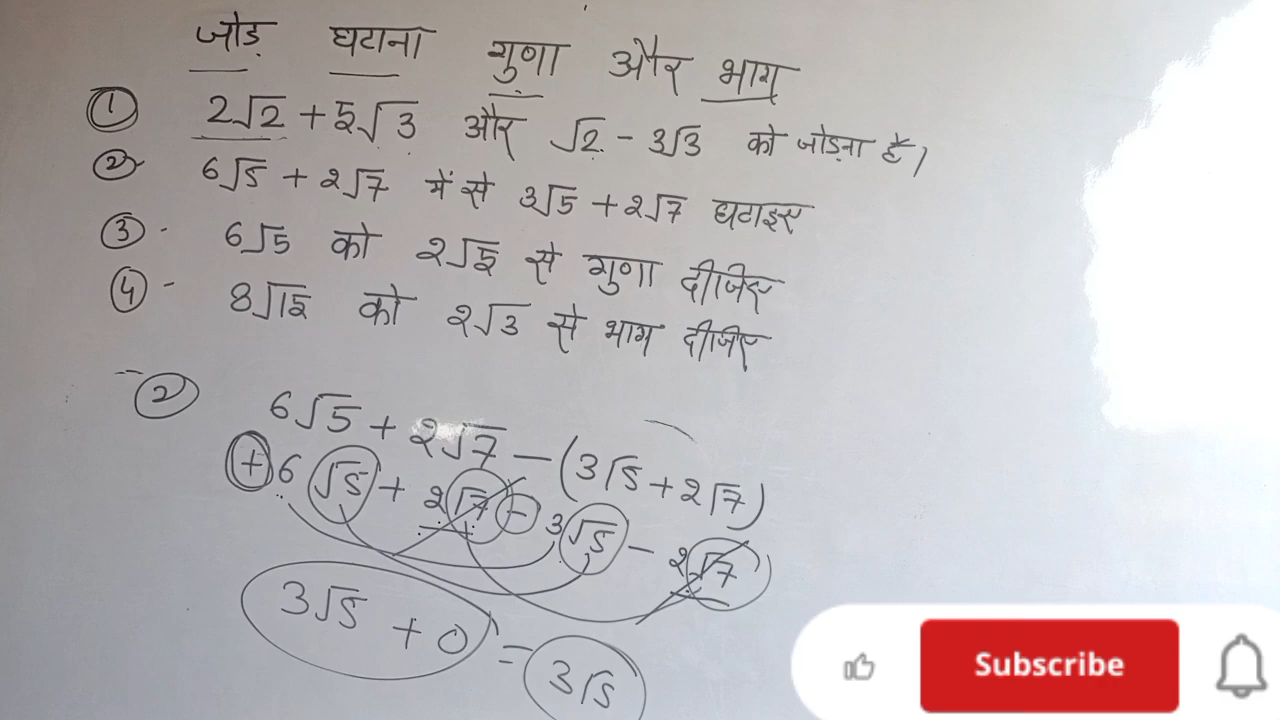 जोड़ घटाना गुणा और भाग
① 2√2 + 5√3 और √2 - 3√3 को जोड़ना है।
② 6√5 + 2√7 में से 3√5 + 2√7 घटाइए
③ - 6√5 को 2√5 से गुणा दीजिए
④ - 8√15 को 2√3 से भाग दीजिए
② 6√5 + 2√7 - (3√5 + 2√7)
+ 6√5 + 2√7 - 3√5 - 2√7
3√5 + 0 = 3√5
Subscribe